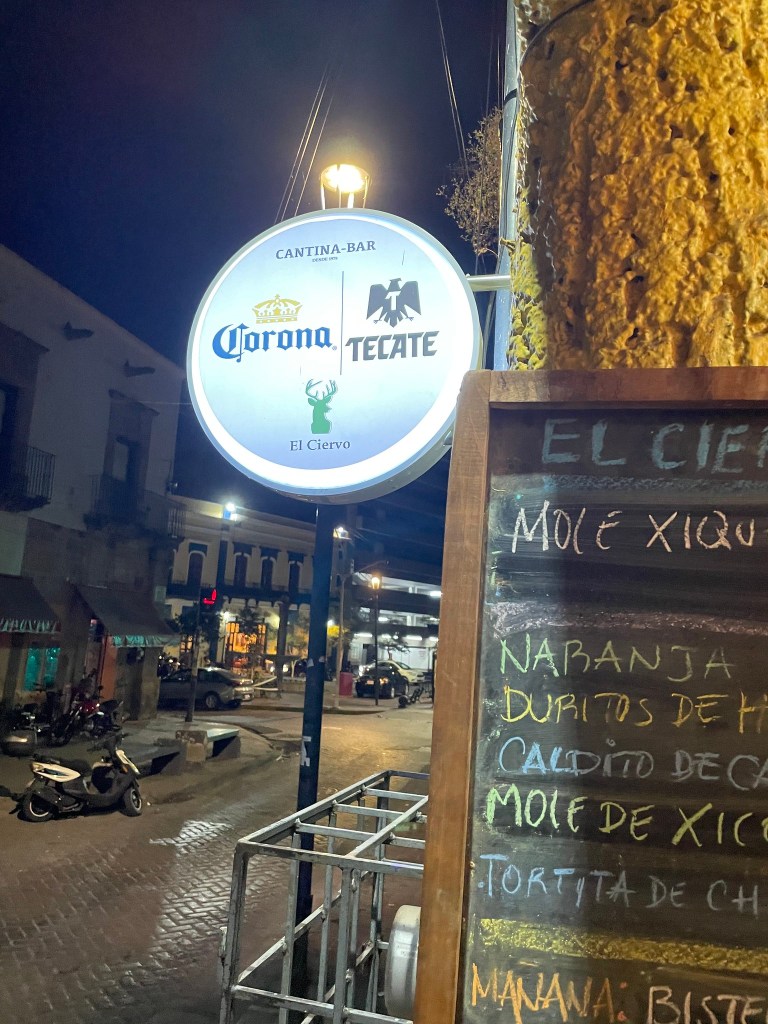 CANTINA-BAR
Corona
TECATE
El Ciervo
EL CIER
MOLE XIQU
NARANJA
DURITOS DE H
CALDITO DE CA
MOLE DE XICO
TORTITA DE CH
MAÑANA: BISTE